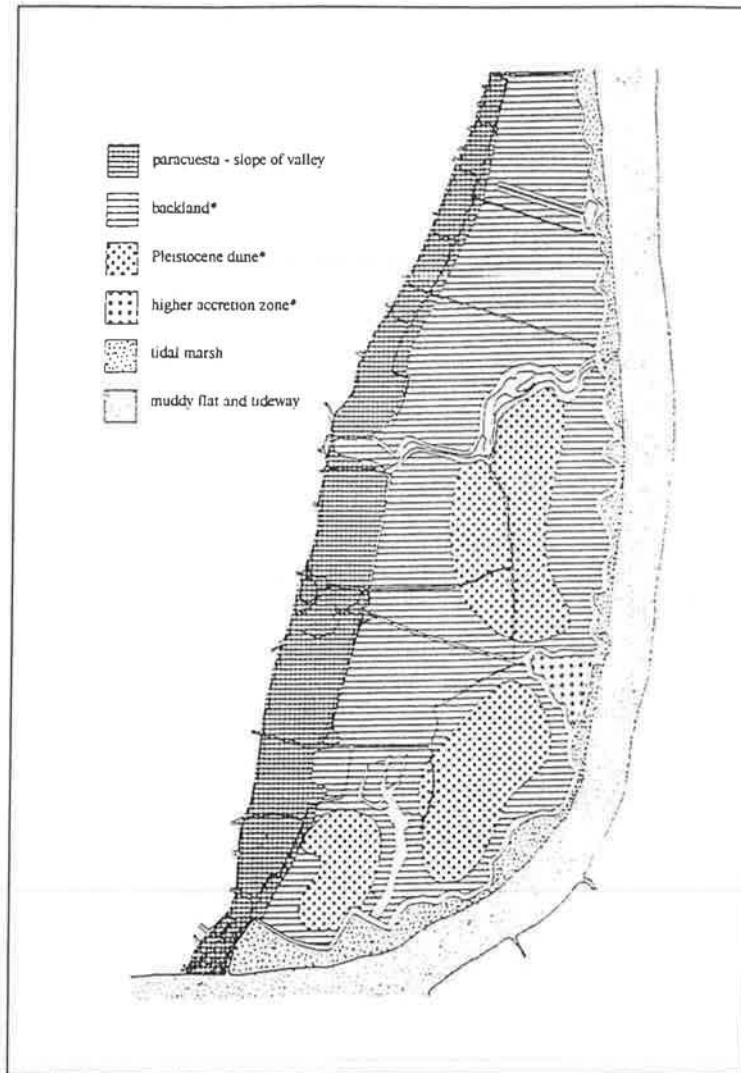 paracuesta - slope of valley
backland*
Pleistocene dune*
higher accretion zone*
tidal marsh
muddy flat and tideway